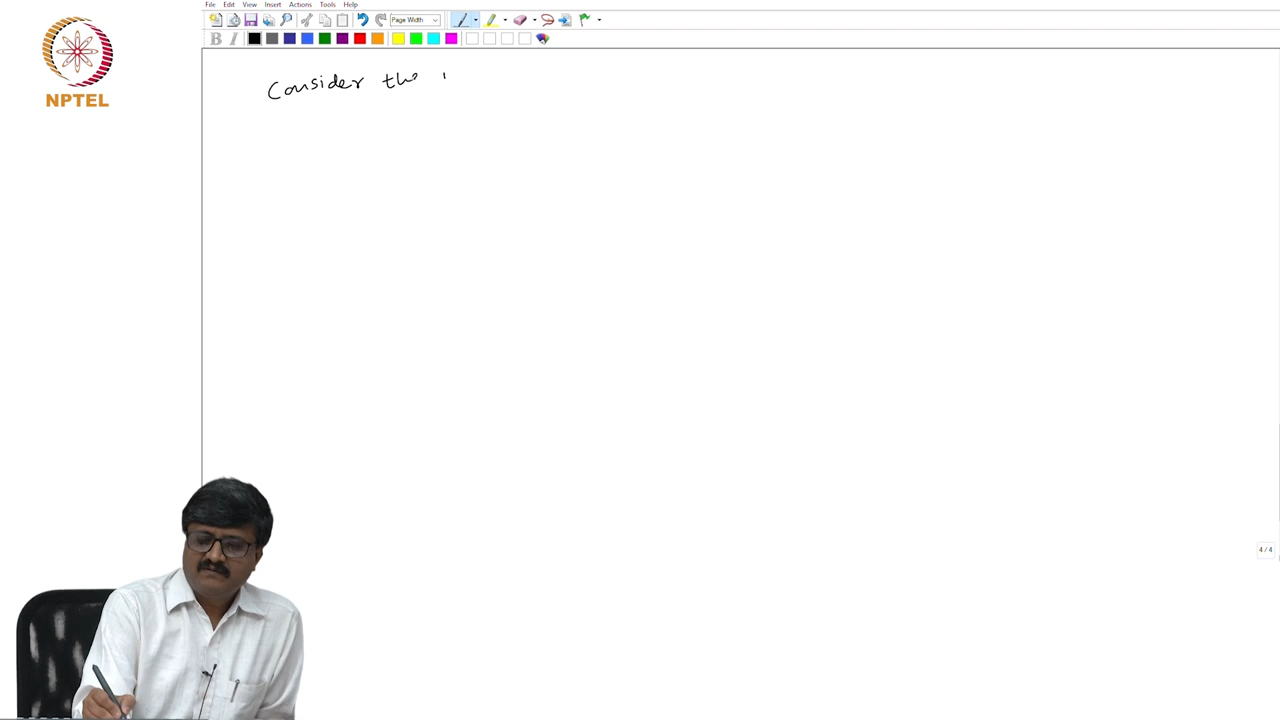 File Edit View Insert Actions Tools Help
Page Width
B I
NPTEL
Consider the
4 / 4